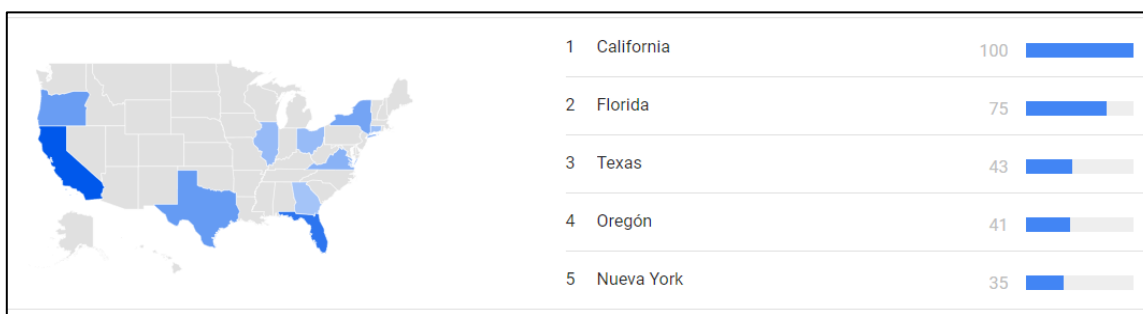 1 California 100
2 Florida 75
3 Texas 43
4 Oregón 41
5 Nueva York 35